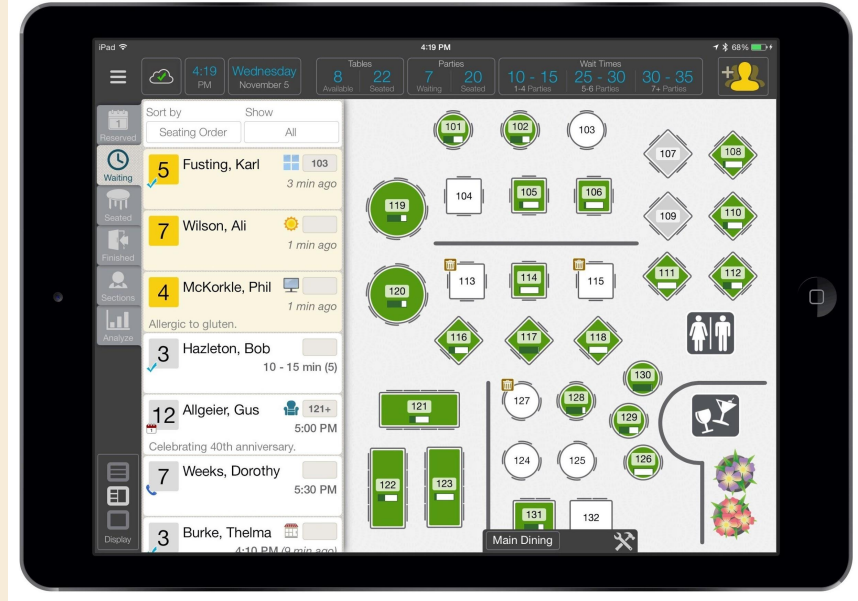 iPad
4:19 PM
68%
4:19
PM
Wednesday
November 5
Tables
8
Available
22
Seated
Parties
7
Waiting
20
Seated
Wait Times
10 - 15
1-4 Parties
25 - 30
5-6 Parties
30 - 35
7+ Parties
1
Reserved
Waiting
Seated
Finished
Sections
Analyze
Display
Sort by
Show
Seating Order
All
5
Fusting, Karl
103
3 min ago
7
Wilson, Ali
1 min ago
4
McKorkle, Phil
1 min ago
Allergic to gluten.
3
Hazleton, Bob
10 - 15 min (5)
12
Allgeier, Gus
121+
5:00 PM
Celebrating 40th anniversary.
7
Weeks, Dorothy
5:30 PM
3
Burke, Thelma
4:10 PM (9 min ago)
101
102
103
107
108
119
104
105
106
109
110
120
113
114
115
111
112
116
117
118
130
121
127
128
129
124
125
126
122
123
131
132
Main Dining